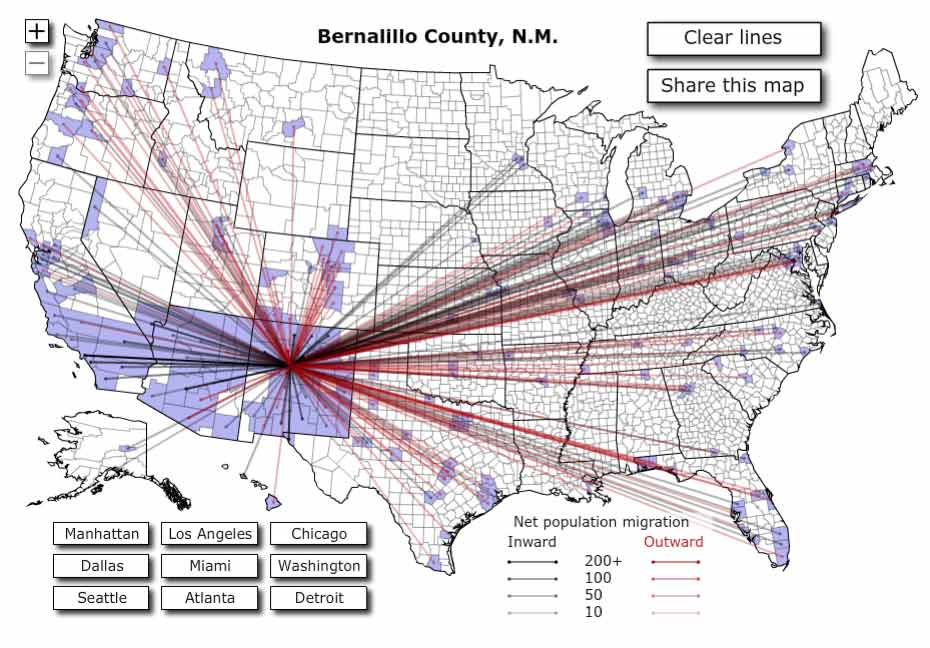 +
−
Bernalillo County, N.M.
Clear lines
Share this map
Manhattan
Los Angeles
Chicago
Dallas
Miami
Washington
Seattle
Atlanta
Detroit
Net population migration
Inward Outward
200+
100
50
10